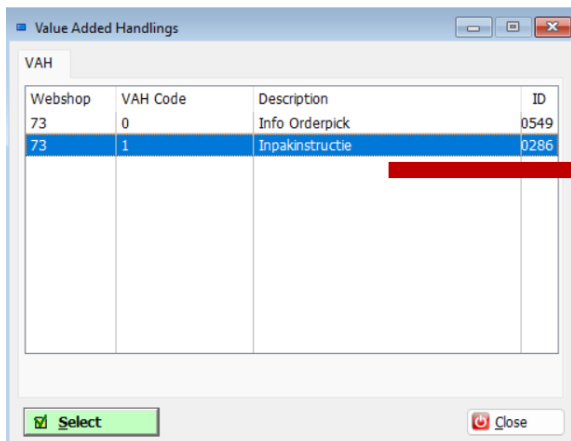 Value Added Handlings
VAH
Webshop VAH Code Description ID
73 0 Info Orderpick 0549
73 1 Inpakinstructie 0286
Select Close